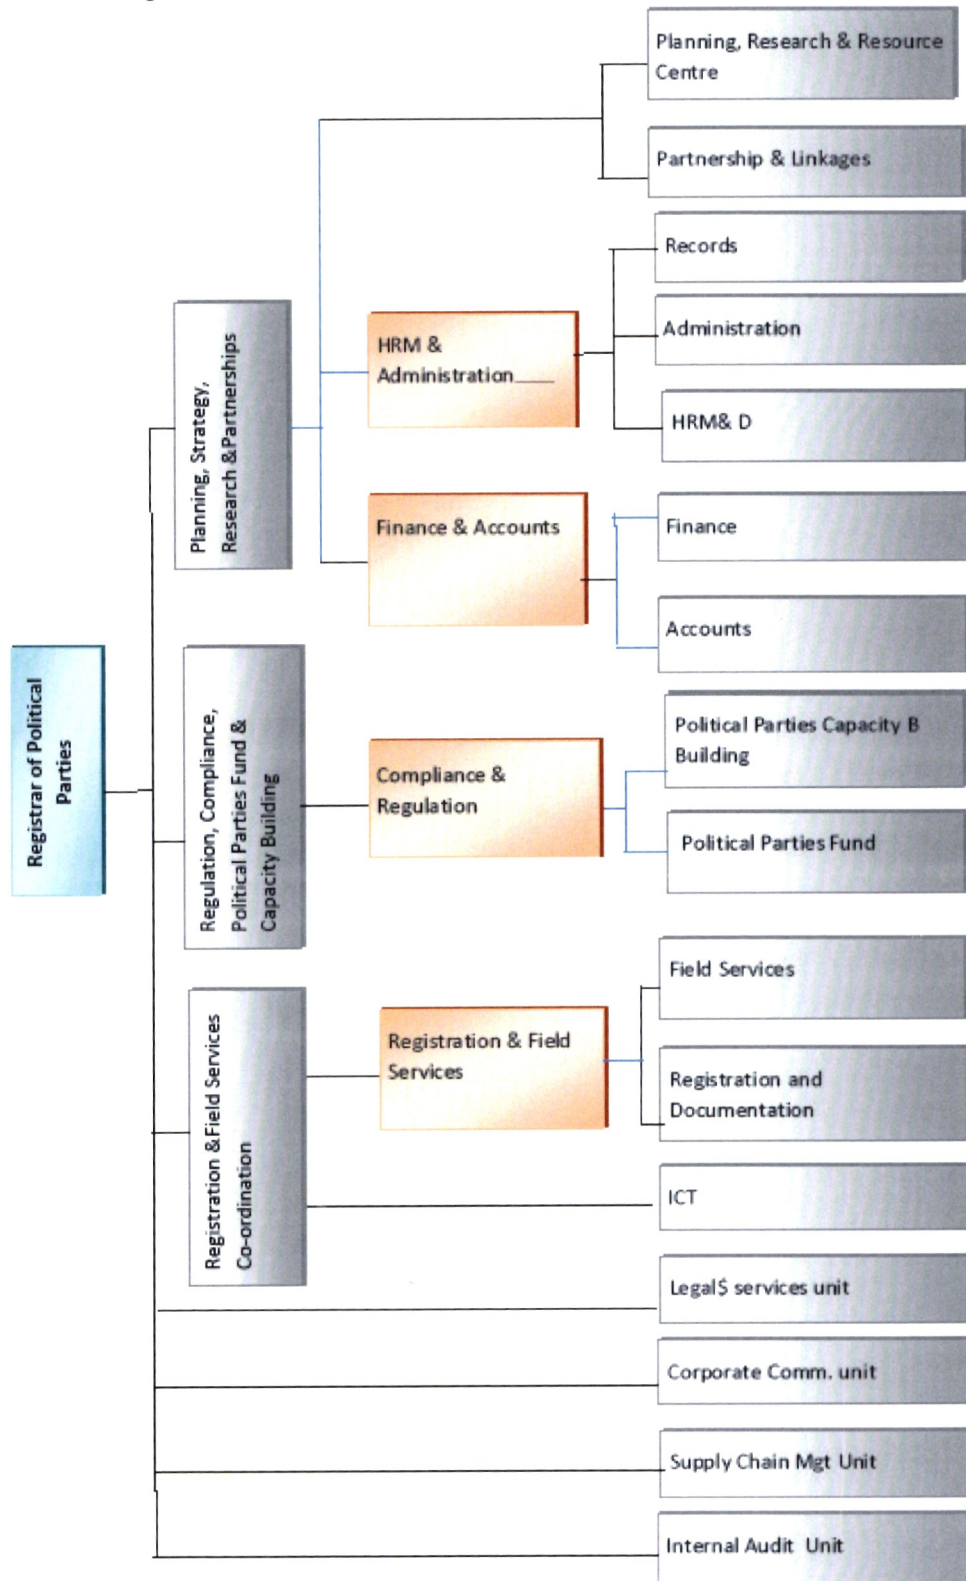 Registrar of Political
Parties
Planning, Strategy,
Research &Partnerships
Regulation, Compliance,
Political Parties Fund &
Capacity Building
Registration &Field Services
Co-ordination
HRM &
Administration____
Finance & Accounts
Compliance &
Regulation
Registration & Field
Services
Planning, Research & Resource
Centre
Partnership & Linkages
Records
Administration
HRM& D
Finance
Accounts
Political Parties Capacity B
Building
Political Parties Fund
Field Services
Registration and
Documentation
ICT
Legal$ services unit
Corporate Comm. unit
Supply Chain Mgt Unit
Internal Audit Unit